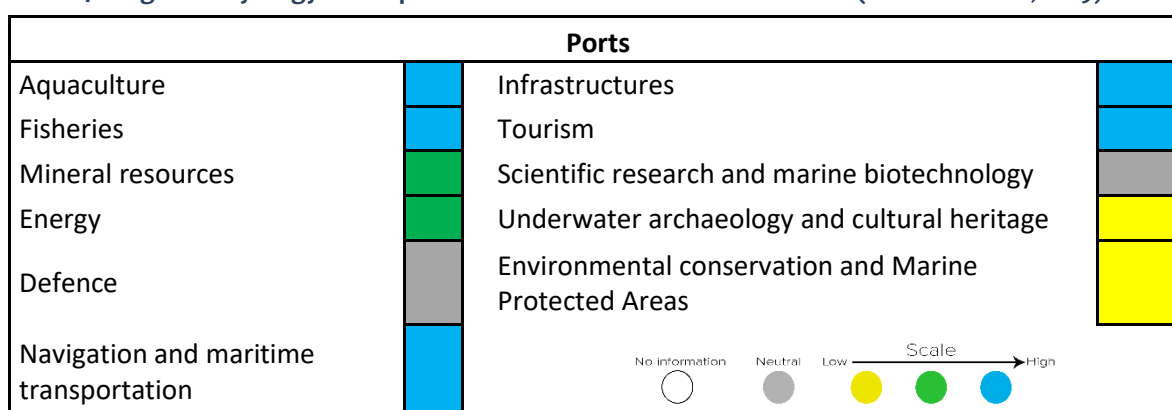 Ports
Aquaculture
Infrastructures
Fisheries
Tourism
Mineral resources
Scientific research and marine biotechnology
Energy
Underwater archaeology and cultural heritage
Defence
Environmental conservation and Marine
Protected Areas
Navigation and maritime
transportation
No information Neutral Low Scale High